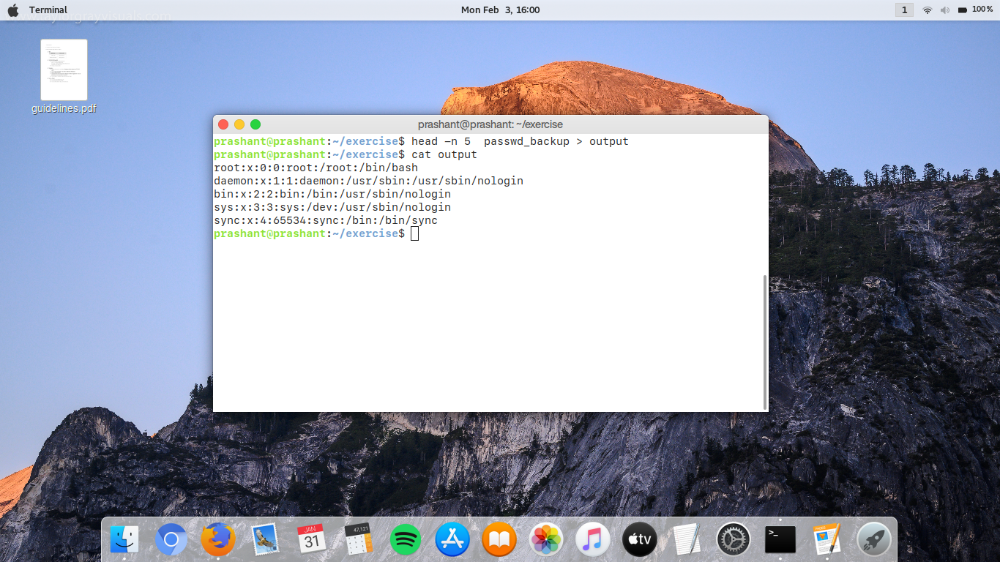 Terminal
Mon Feb 3, 16:00
1
100%
guidelines.pdf
prashant@prashant: ~/exercise
prashant@prashant:~/exercise$ head -n 5  passwd_backup > output
prashant@prashant:~/exercise$ cat output
root:x:0:0:root:/root:/bin/bash
daemon:x:1:1:daemon:/usr/sbin:/usr/sbin/nologin
bin:x:2:2:bin:/bin:/usr/sbin/nologin
sys:x:3:3:sys:/dev:/usr/sbin/nologin
sync:x:4:65534:sync:/bin:/bin/sync
prashant@prashant:~/exercise$
JAN
31
47,121
tv
>_
PAGES